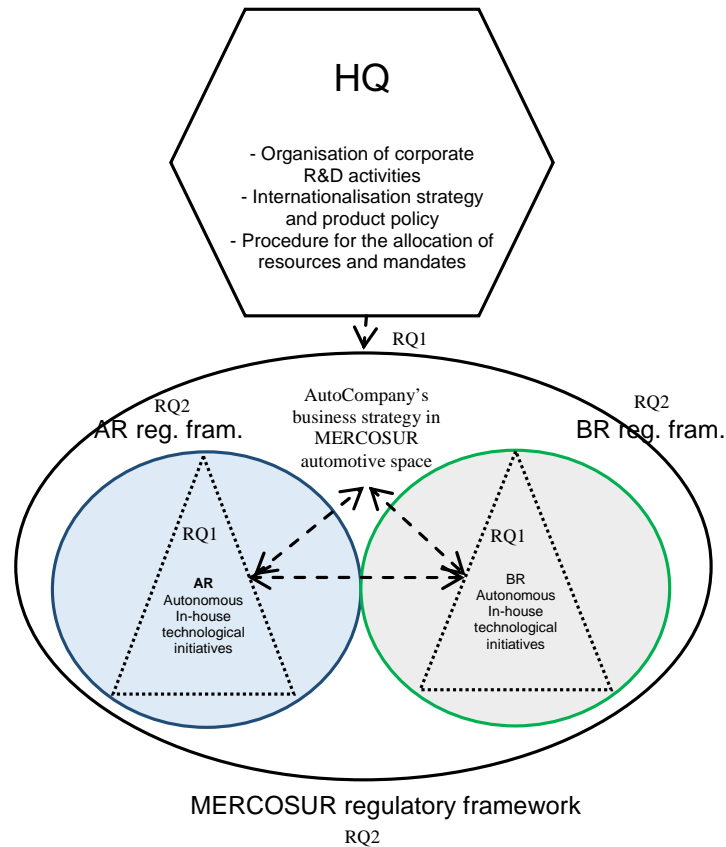 HQ
- Organisation of corporate
R&D activities
- Internationalisation strategy
and product policy
- Procedure for the allocation of
resources and mandates
RQ1
RQ2
AR reg. fram.
AutoCompany's
business strategy in
MERCOSUR
automotive space
RQ2
BR reg. fram.
RQ1
AR
Autonomous
In-house
technological
initiatives
RQ1
BR
Autonomous
In-house
technological
initiatives
MERCOSUR regulatory framework
RQ2